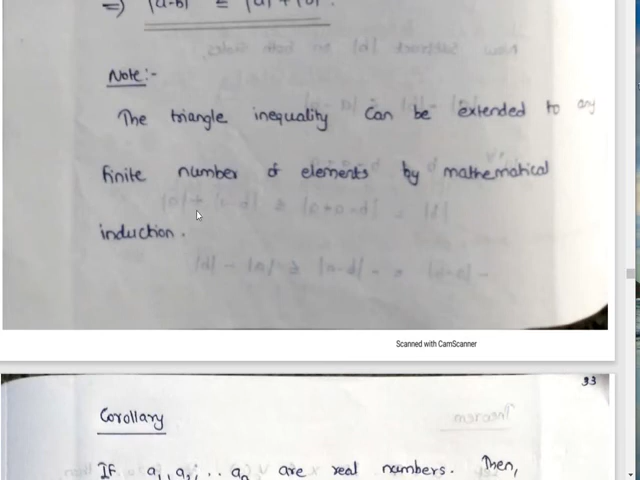 =) |a-b| ≤ |a| + |b|.
Note:-
The triangle inequality can be extended to any
finite number of elements by mathematical
induction.
Scanned with CamScanner
33
Corollary
If a₁, a₂, .. aₙ are real numbers. Then,